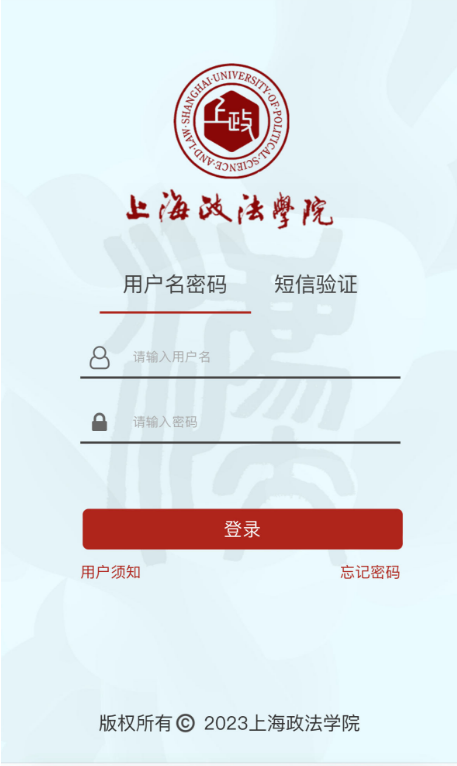 SHANGHAI·UNIVERSITY·OF·POLITICAL·SCIENCE·AND·LAW·
上政
上海政法學院
用户名密码 短信验证
请输入用户名
请输入密码
登录
用户须知 忘记密码
版权所有© 2023上海政法学院